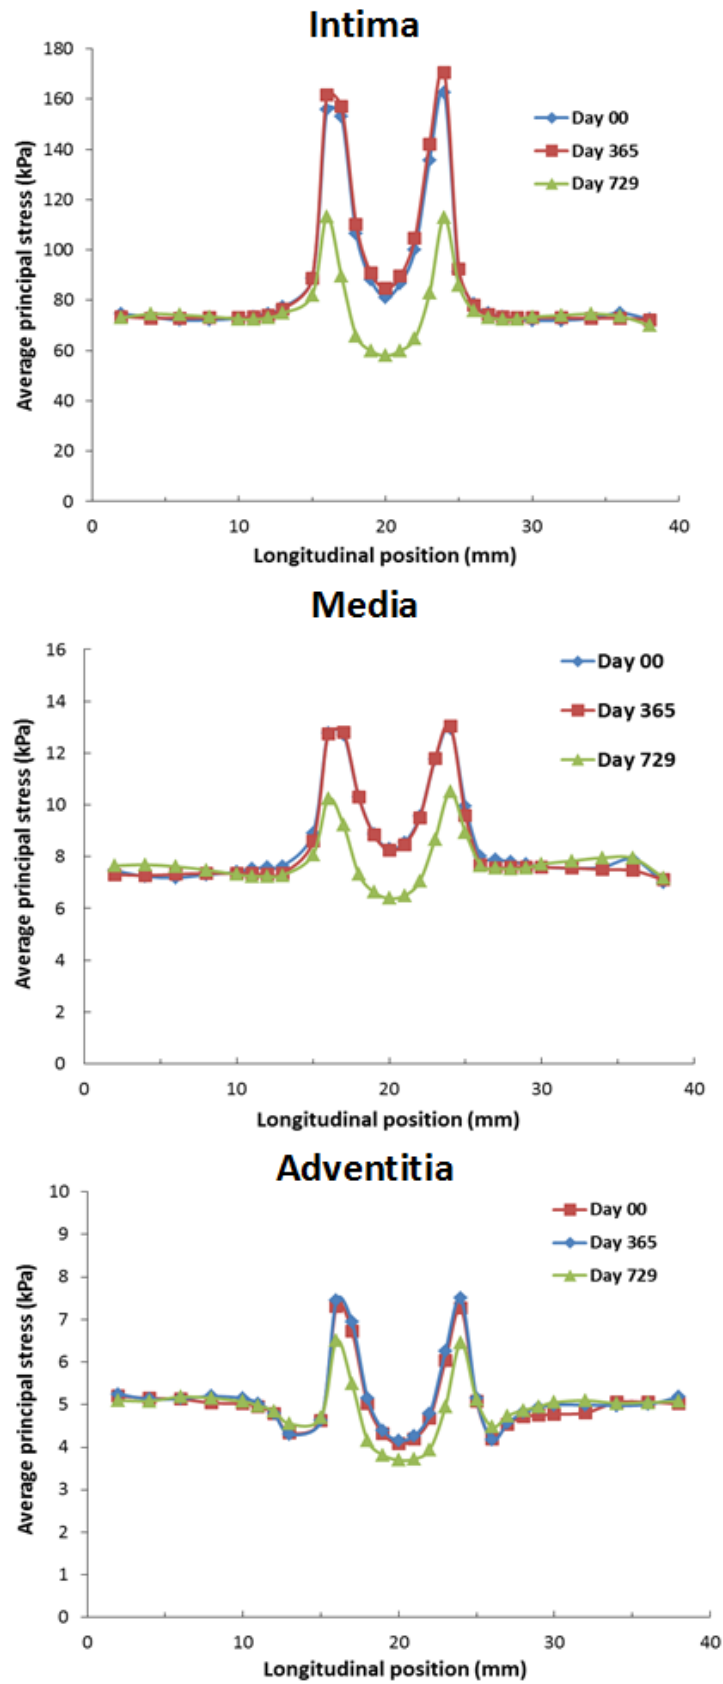 Intima
180
160
140
120
100
80
60
40
20
0
Average principal stress (kPa)
Day 00
Day 365
Day 729
0 10 20 30 40
Longitudinal position (mm)
Media
16
14
12
10
8
6
4
2
0
Average principal stress (kPa)
Day 00
Day 365
Day 729
0 10 20 30 40
Longitudinal position (mm)
Adventitia
10
9
8
7
6
5
4
3
2
1
0
Average principal stress (kPa)
Day 00
Day 365
Day 729
0 10 20 30 40
Longitudinal position (mm)